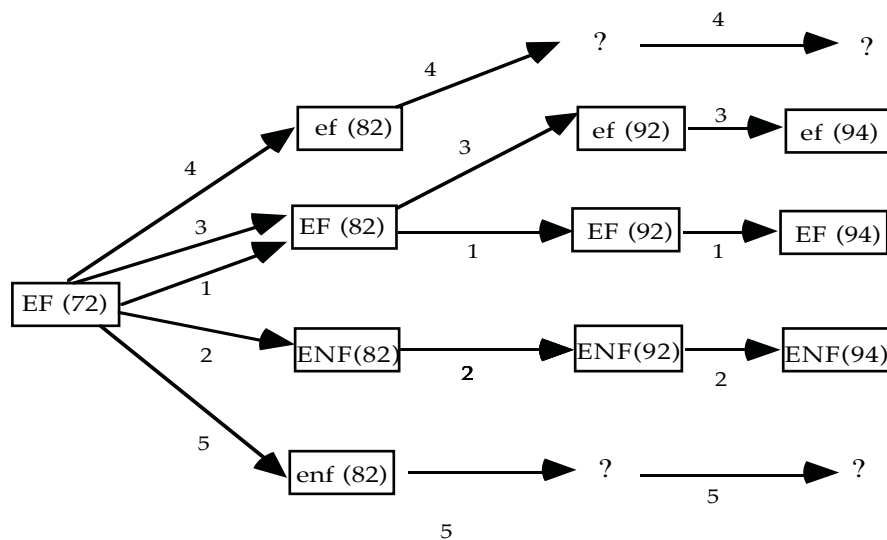 4
? ?
4
ef (82) ef (92) 3 ef (94)
3
4
3 EF (82) EF (92) EF (94)
1 1
1
EF (72)
2 ENF(82) 2 ENF(92) 2 ENF(94)
5
enf (82) ? ?
5
5